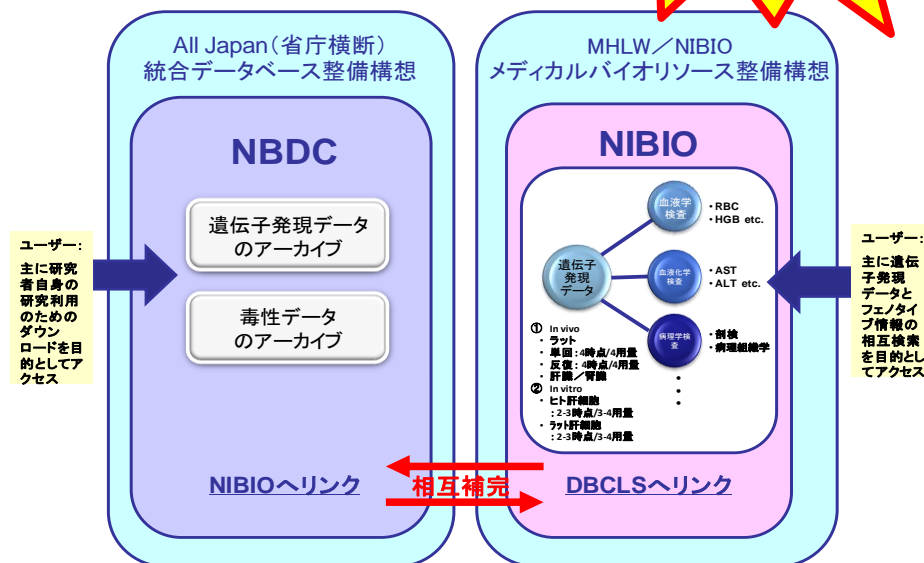 All Japan（省庁横断）
統合データベース整備構想
NBDC
遺伝子発現データ
のアーカイブ
毒性データ
のアーカイブ
NIBIOへリンク
ユーザー：
主に研究
者自身の
研究利用
のための
ダウン
ロードを目
的としてア
クセス
相互補完
MHLW／NIBIO
メディカルバイオリソース整備構想
NIBIO
遺伝子
発現
データ
血液学
検査
・RBC
・HGB etc.
血液化学
検査
・AST
・ALT etc.
病理学検
査
・剖検
・病理組織学
① In vivo
・ ラット
・ 単回：4時点/4用量
・ 反復：4時点/4用量
・ 肝臓／腎臓
② In vitro
・ ヒト肝細胞
：2-3時点/3-4用量
・ ラット肝細胞
：2-3時点/3-4用量
DBCLSへリンク
ユーザー：
主に遺伝
子発現
データと
フェノタイ
プ情報の
相互検索
を目的とし
てアクセス